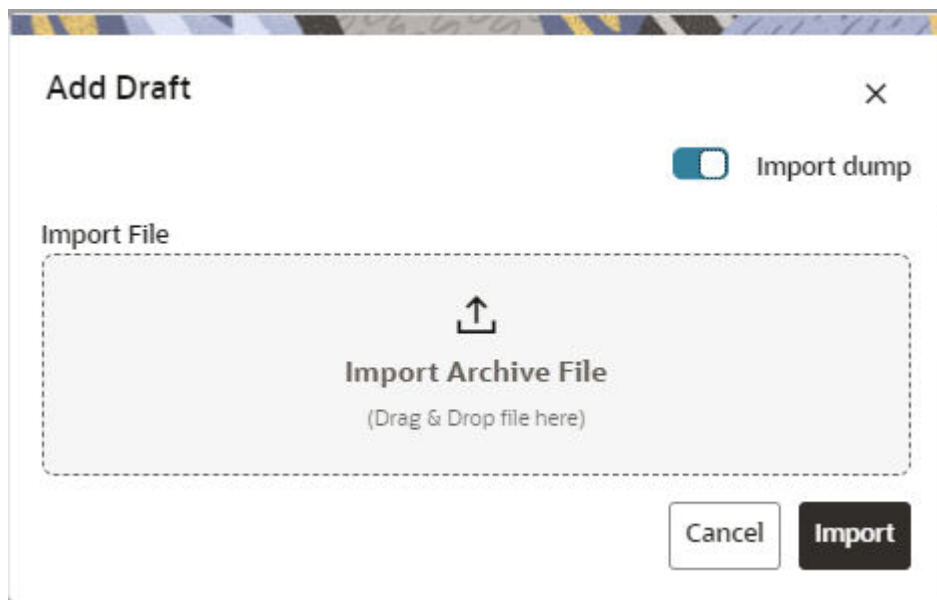 Add Draft
Import dump
Import File
Import Archive File
(Drag & Drop file here)
Cancel Import